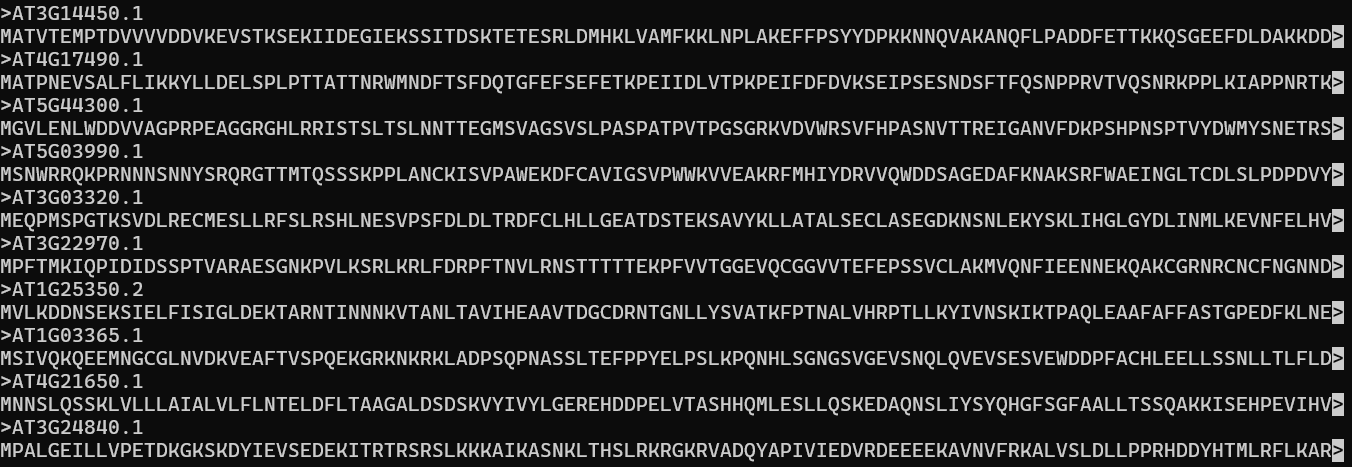 >AT3G14450.1
MATVTEMPTDVVVVDDVKEVSTKSEKIIDEGIEKSSITDSKTETESRLDMHKLVAMFKKLNPLAKEFFPSYYDPKKNNQVAKANQFLPADDFETTKKQSGEEFDLDAKKDD>
>AT4G17490.1
MATPNEVSALFLIKKYLLDELSPLPTTATTNRWMNDFTSFDQTGFEFSEFETKPEIIDLVTPKPEIFDFDVKSEIPSESNDSFTFQSNPPRVTVQSNRKPPLKIAPPNRTK>
>AT5G44300.1
MGVLENLWDDVVAGPRPEAGGRGHLRRISTSLTSLNNTTEGMSVAGSVSLPASPATPVTPGSGRKVDVWRSVFHPASNVTTREIGANVFDKPSHPNSPTVYDWMYSNETRS>
>AT5G03990.1
MSNWRRQKPRNNNSNNYSRQRGTTMTQSSSKPPLANCKISVPAWEKDFCAVIGSVPWWKVVEAKRFMHIYDRVVQWDDSAGEDAFKNAKSRFWAEINGLTCDLSLPDPDVY>
>AT3G03320.1
MEQPMSPGTKSVDLRECMESLLRFSLRSHLNESVPSFDLDLTRDFCLHLLGEATDSTEKSAVYKLLATALSECLASEGDKNSNLEKYSKLIHGLGYDLINMLKEVNFELHV>
>AT3G22970.1
MPFTMKIQPIDIDSSPTVARAESGNKPVLKSRLKRLFDRPFTNVLRNSTTTTTEKPFVVTGGEVQCGGVVTEFEPSSVCLAKMVQNFIEENNEKQAKCGRNRCNCFNGNND>
>AT1G25350.2
MVLKDDNSEKSIELFISIGLDEKTARNTINNNKVTANLTAVIHEAAVTDGCDRNTGNLLYSVATKFPTNALVHRPTLLKYIVNSKIKTPAQLEAAFAFFASTGPEDFKLNE>
>AT1G03365.1
MSIVQKQEEMNGCGLNVDKVEAFTVSPQEKGRKNKRKLADPSQPNASSLTEFPPYELPSLKPQNHLSGNGSVGEVSNQLQVEVSESVEWDDPFACHLEELLSSNLLTLFLD>
>AT4G21650.1
MNNSLQSSKLVLLLAIALVLFLNTELDFLTAAGALDSDSKVYIVYLGEREHDDPELVTASHHQMLESLLQSKEDAQNSLIYSYQHGFSGFAALLTSSQAKKISEHPEVIHV>
>AT3G24840.1
MPALGEILLVPETDKGKSKDYIEVSEDEKITRTRSRSLKKKAIKASNKLTHSLRKRGKRVADQYAPIVIEDVRDEEEEKAVNVFRKALVSLDLLPPRHDDYHTMLRFLKAR>